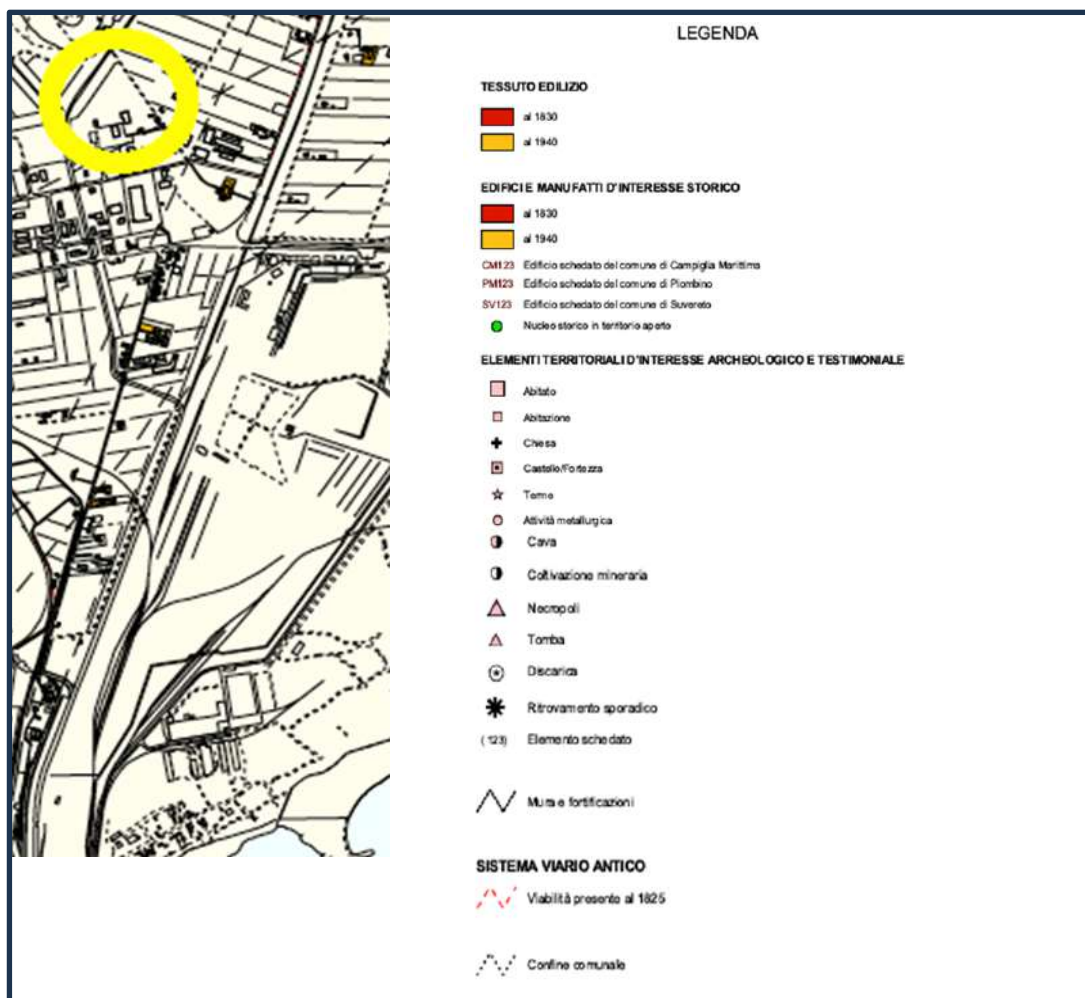 LEGENDA
TESSUTO EDILIZIO
al 1830
al 1940
EDIFICI E MANUFATTI D'INTERESSE STORICO
al 1830
al 1940
CM123 Edificio schedato del comune di Campiglia Marittima
PM123 Edificio schedato del comune di Piombino
SV123 Edificio schedato del comune di Suvereto
Nucleo storico in territorio aperto
ELEMENTI TERRITORIALI D'INTERESSE ARCHEOLOGICO E TESTIMONIALE
Abitato
Abitazione
Chiesa
Castello/Fortezza
Terme
Attività metallurgica
Cava
Coltivazione mineraria
Necropoli
Tomba
Discarica
Ritrovamento sporadico
(123) Elemento schedato
Mura e fortificazioni
SISTEMA VIARIO ANTICO
Viabilità presente al 1825
Confine comunale